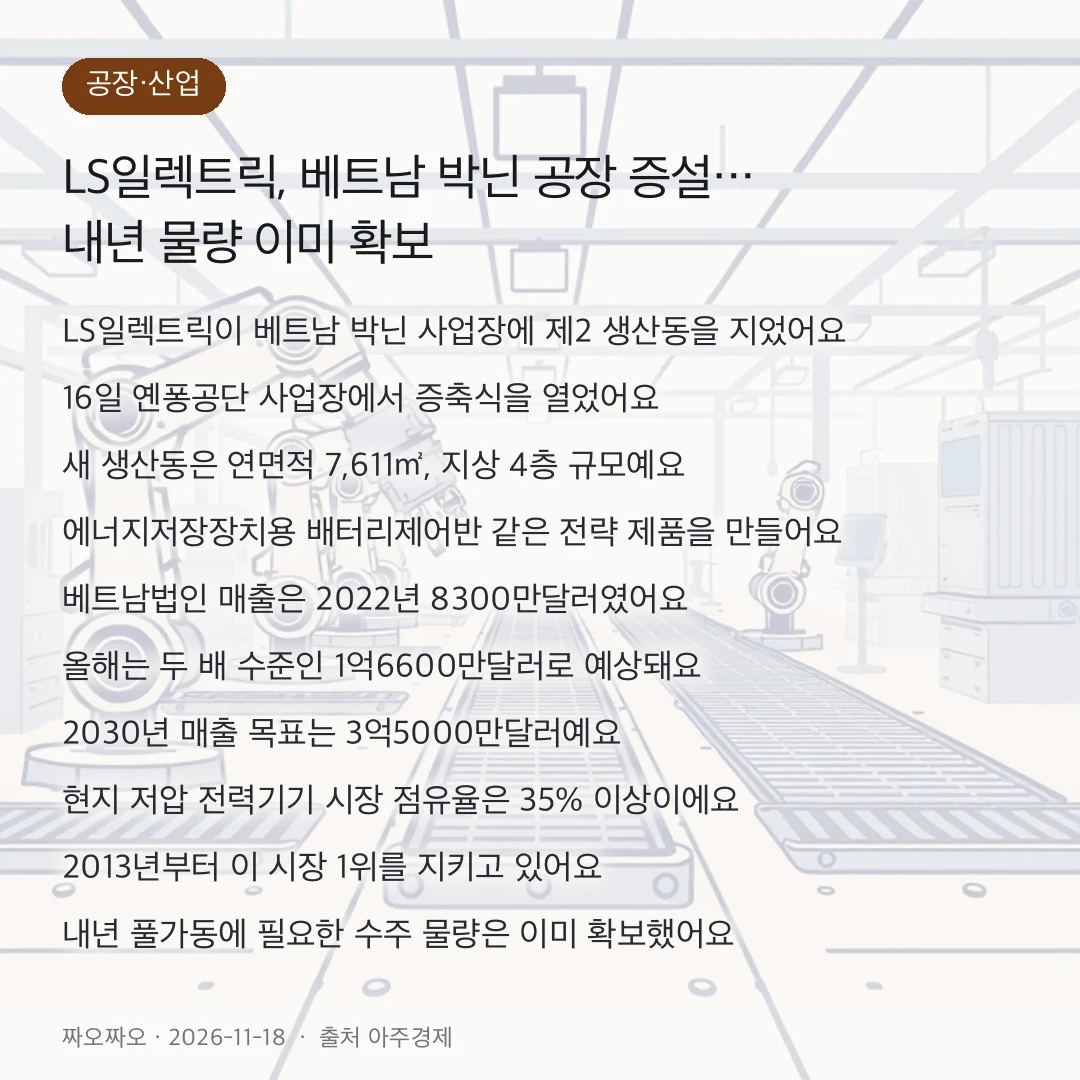 공장·산업
LS일렉트릭, 베트남 박닌 공장 증설…
내년 물량 이미 확보
LS일렉트릭이 베트남 박닌 사업장에 제2 생산동을 지었어요
16일 옌퐁공단 사업장에서 증축식을 열었어요
새 생산동은 연면적 7,611㎡, 지상 4층 규모예요
에너지저장장치용 배터리제어반 같은 전략 제품을 만들어요
베트남법인 매출은 2022년 8300만달러였어요
올해는 두 배 수준인 1억6600만달러로 예상돼요
2030년 매출 목표는 3억5000만달러예요
현지 저압 전력기기 시장 점유율은 35% 이상이에요
2013년부터 이 시장 1위를 지키고 있어요
내년 풀가동에 필요한 수주 물량은 이미 확보했어요
짜오짜오 · 2026-11-18 · 출처 아주경제